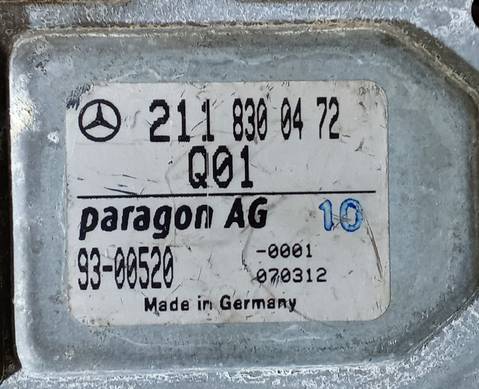 211 830 04 72
Q01
paragon AG 10
93-00520 -0001
070312
Made in Germany